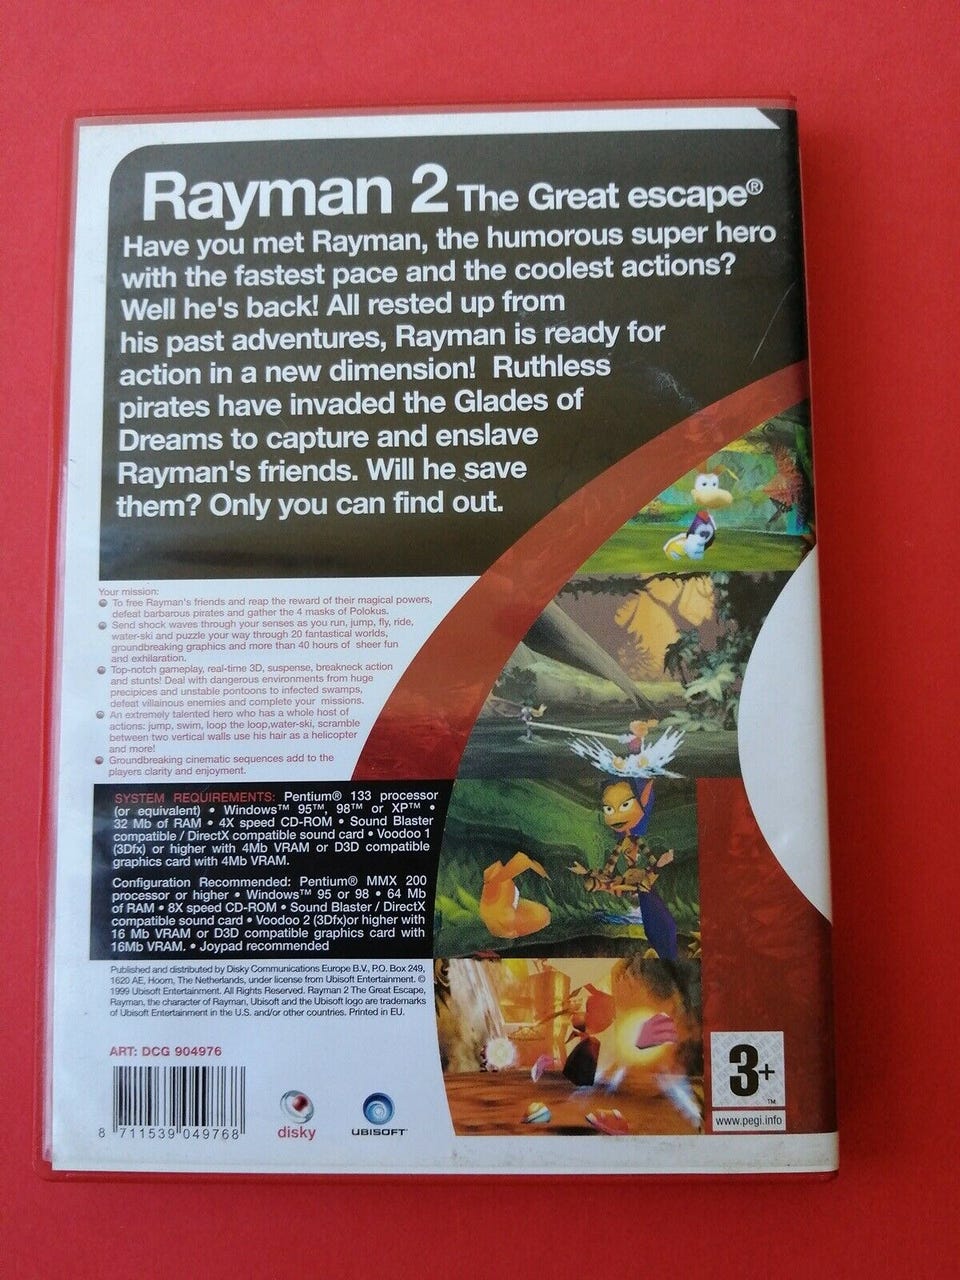 Rayman 2 The Great escape®
Have you met Rayman, the humorous super hero
with the fastest pace and the coolest actions?
Well he's back! All rested up from
his past adventures, Rayman is ready for
action in a new dimension! Ruthless
pirates have invaded the Glades of
Dreams to capture and enslave
Rayman's friends. Will he save
them? Only you can find out.
Your mission:
To free Rayman's friends and reap the reward of their magical powers,
defeat barbarous pirates and gather the 4 masks of Polokus.
Send shock waves through your senses as you run, jump, fly, ride,
water-ski and puzzle your way through 20 fantastical worlds,
groundbreaking graphics and more than 40 hours of sheer fun
and exhilaration.
Top-notch gameplay, real-time 3D, suspense, breakneck action
and stunts! Deal with dangerous environments from huge
precipices and unstable pontoons to infected swamps,
defeat villainous enemies and complete your missions.
An extremely talented hero who has a whole host of
actions: jump, swim, loop the loop,water-ski, scramble
between two vertical walls use his hair as a helicopter
and more!
Groundbreaking cinematic sequences add to the
players clarity and enjoyment.
SYSTEM REQUIREMENTS: Pentium® 133 processor
(or equivalent) • Windows™ 95™, 98™ or XP™ •
32 Mb of RAM • 4X speed CD-ROM • Sound Blaster
compatible / DirectX compatible sound card • Voodoo 1
(3Dfx) or higher with 4Mb VRAM or D3D compatible
graphics card with 4Mb VRAM.
Configuration Recommended: Pentium® MMX 200
processor or higher • Windows™ 95 or 98 • 64 Mb
of RAM • 8X speed CD-ROM • Sound Blaster / DirectX
compatible sound card • Voodoo 2 (3Dfx)or higher with
16 Mb VRAM or D3D compatible graphics card with
16Mb VRAM. • Joypad recommended
Published and distributed by Disky Communications Europe B.V., P.O. Box 249,
1620 AE, Hoorn, The Netherlands, under license from Ubisoft Entertainment. ©
1999 Ubisoft Entertainment. All Rights Reserved. Rayman 2 The Great Escape,
Rayman, the character of Rayman, Ubisoft and the Ubisoft logo are trademarks
of Ubisoft Entertainment in the U.S. and/or other countries. Printed in EU.
ART: DCG 904976
8 711539 049768
disky
UBISOFT
3+
™
www.pegi.info